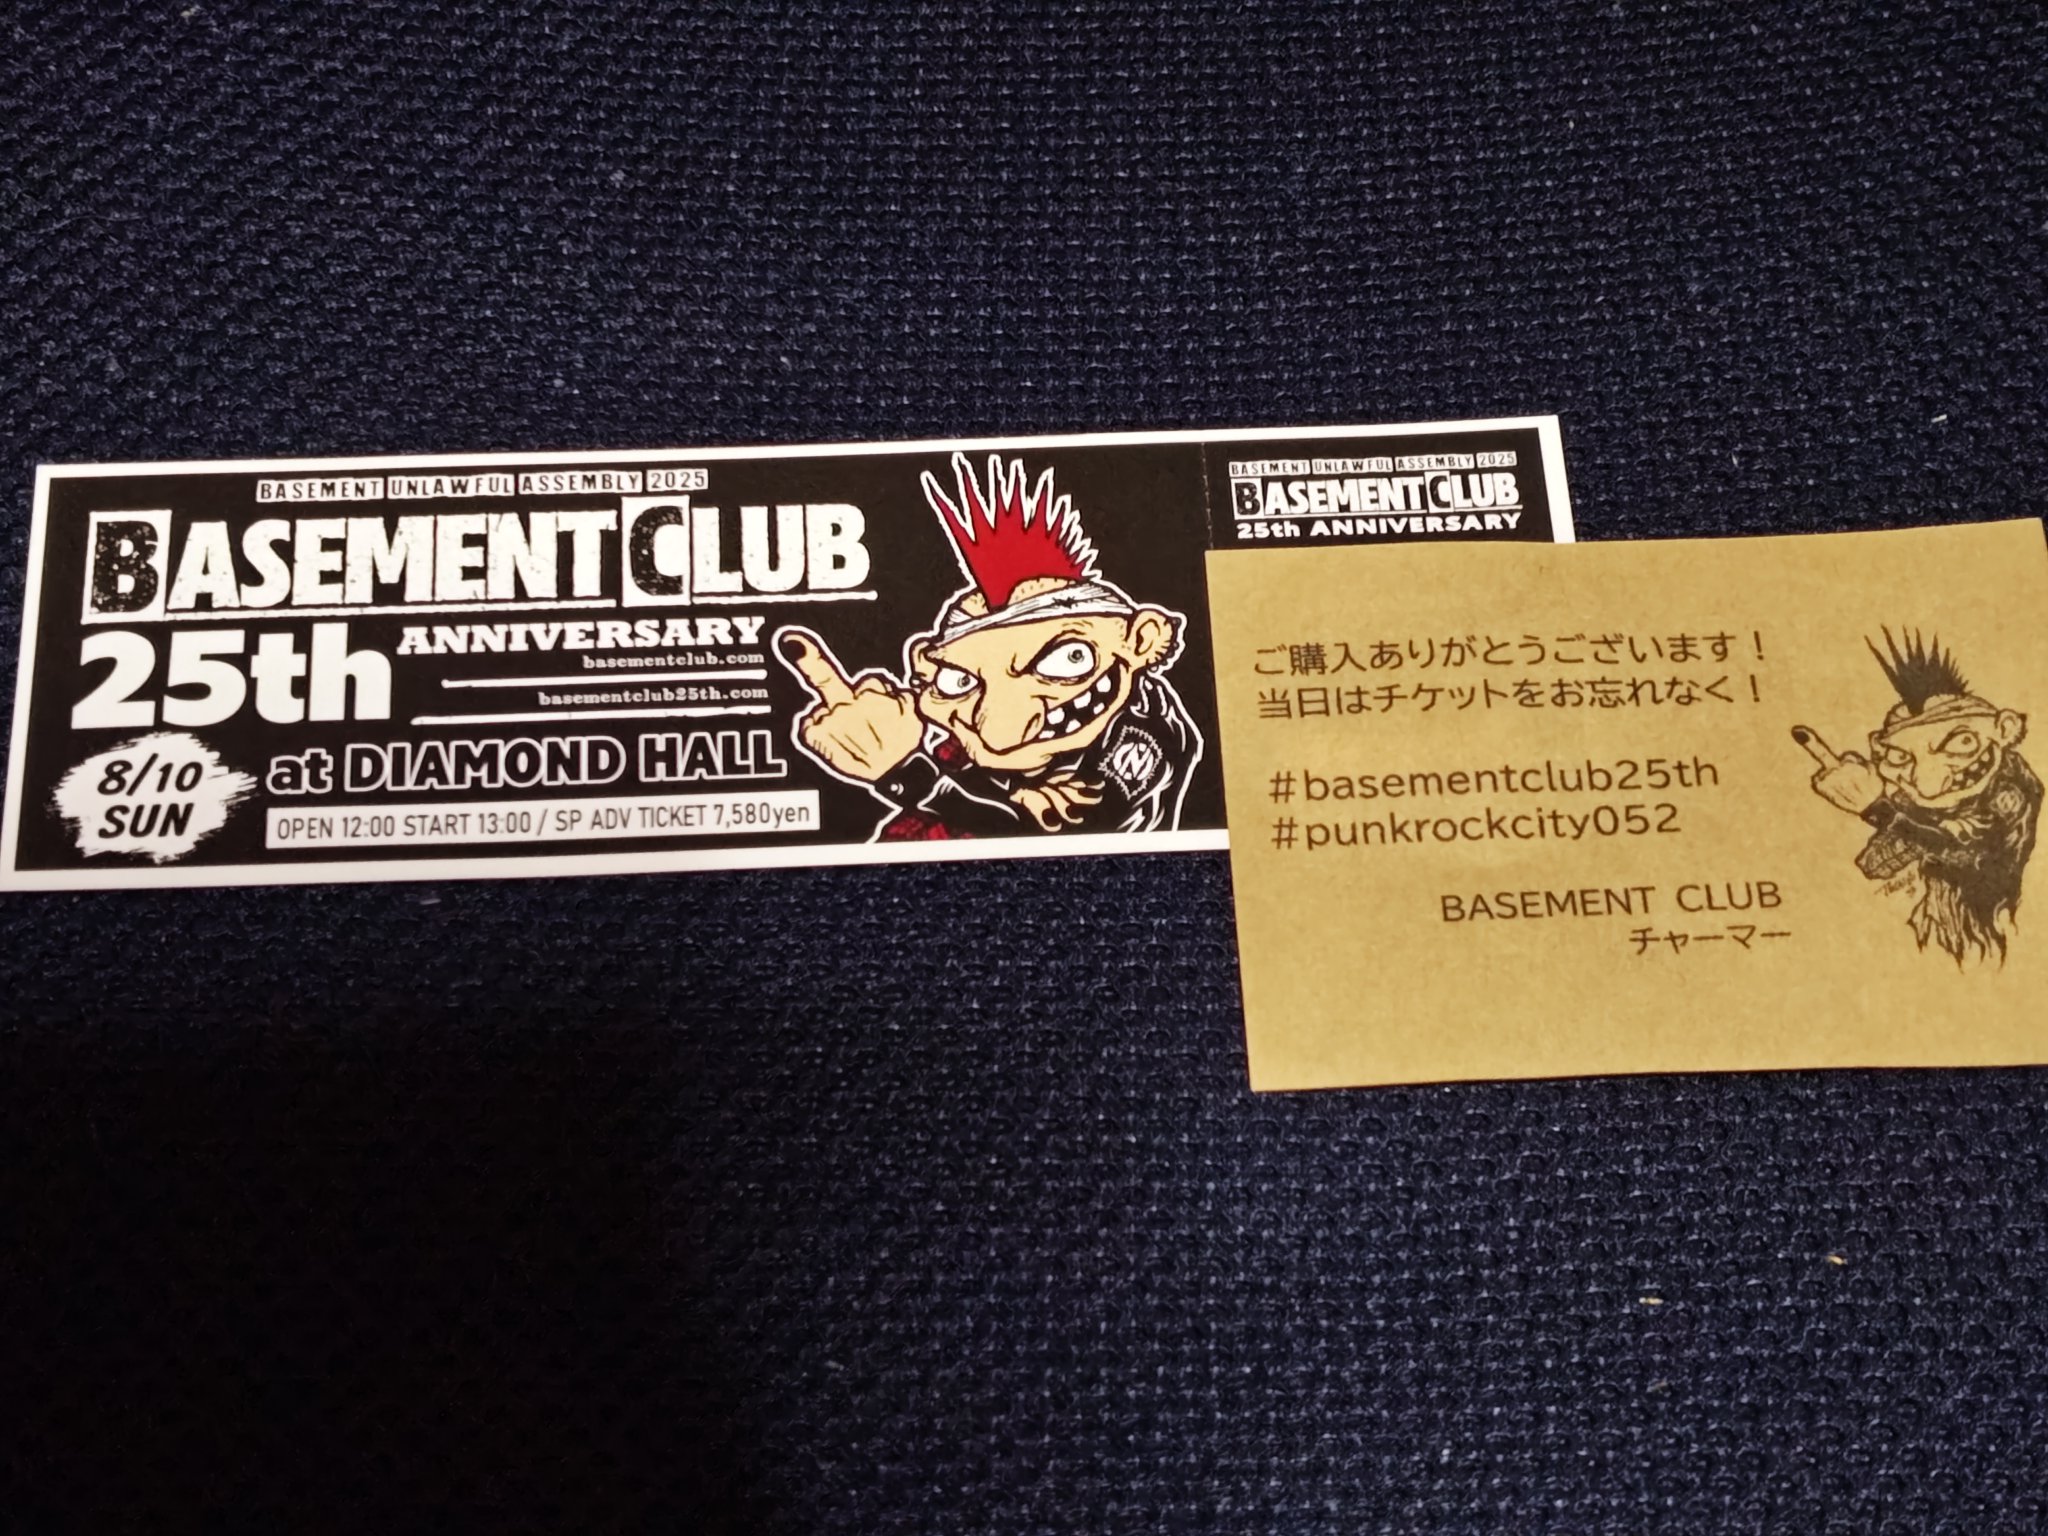 BASEMENT UNLAWFUL ASSEMBLY 2025
BASEMENT CLUB
25th ANNIVERSARY
basementclub.com
basementclub25th.com
8/10
SUN
at DIAMOND HALL
OPEN 12:00 START 13:00 / SP ADV TICKET 7,580yen
N
BASEMENT UNLAWFUL ASSEMBLY 2025
BASEMENT CLUB
25th ANNIVERSARY
ご購入ありがとうございます！
当日はチケットをお忘れなく！
#basementclub25th
#punkrockcity052
BASEMENT CLUB
チャーマー